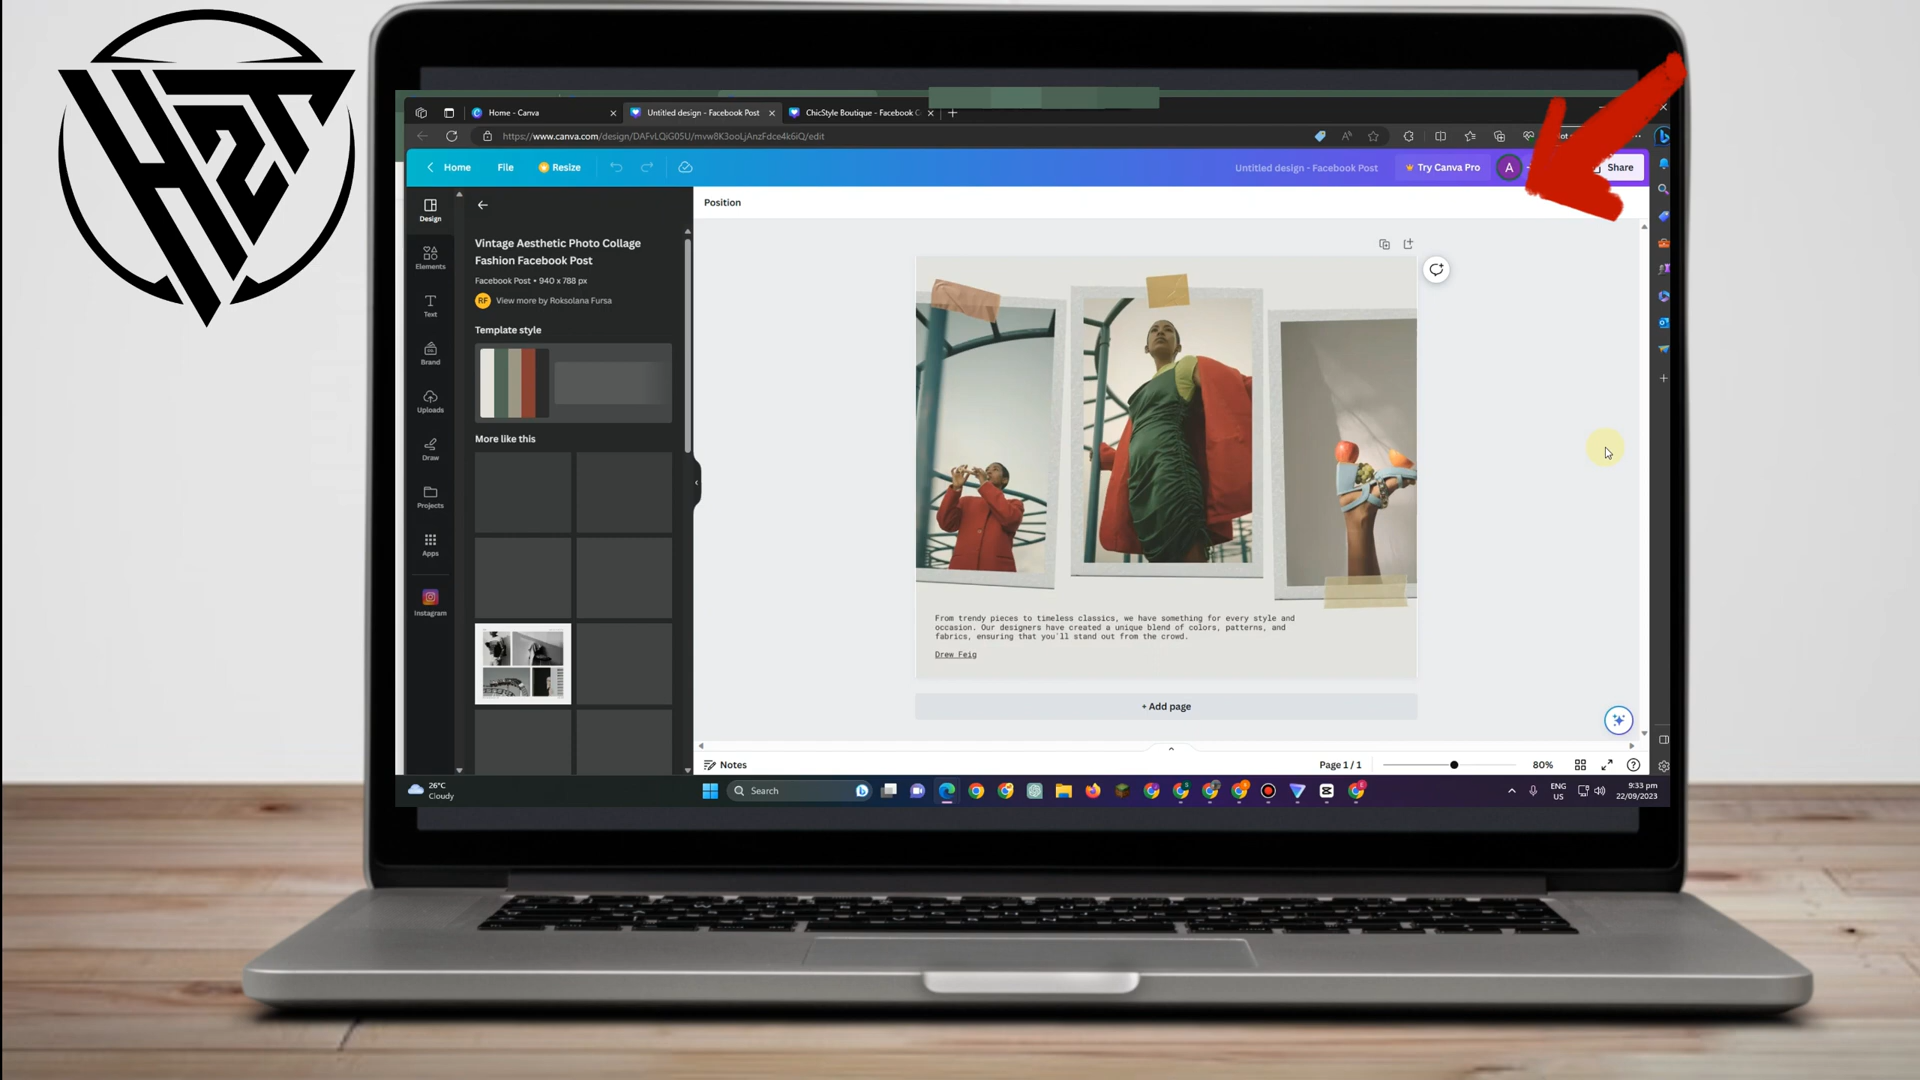 H2T
Home - Canva
Untitled design - Facebook Post
ChicStyle Boutique - Facebook C
https://www.canva.com/design/DAFvLQiG05U/mvw8K3ooLjAnzFdce4k6iQ/edit
Home
File
Resize
Untitled design - Facebook Post
Try Canva Pro
A
Share
Design
Elements
Text
Brand
Uploads
Draw
Projects
Apps
Instagram
Vintage Aesthetic Photo Collage
Fashion Facebook Post
Facebook Post • 940 x 788 px
RF
View more by Roksolana Fursa
Template style
More like this
Position
From trendy pieces to timeless classics, we have something for every style and
occasion. Our designers have created a unique blend of colors, patterns, and
fabrics, ensuring that you'll stand out from the crowd.
Drew Feig
+ Add page
Notes
Page 1 / 1
80%
26°C
Cloudy
Search
ENG
US
9:33 pm
22/09/2023